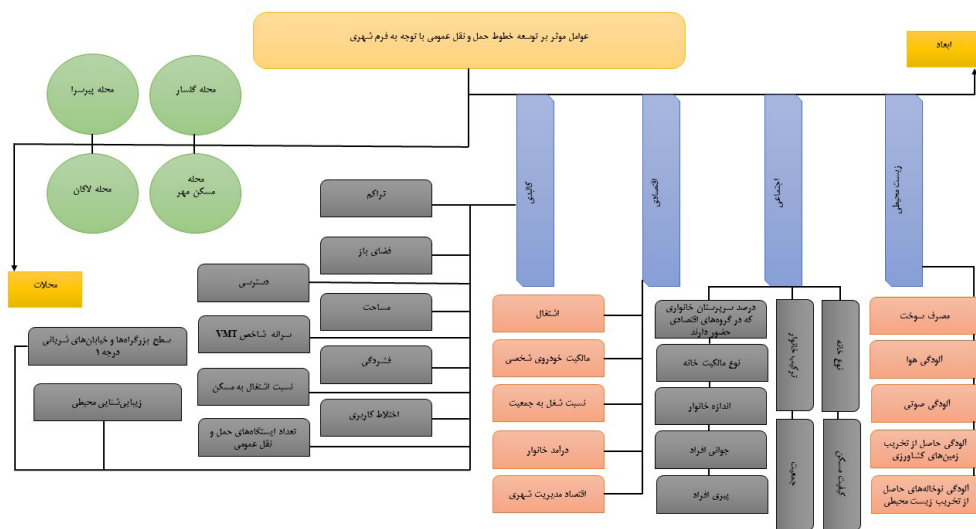 عوامل موثر بر توسعه خطوط حمل و نقل عمومی با توجه به فرم شهری
ابعاد
محله گلسار
محله پیرسرا
محله
مسکن مهر
محله لاکان
محلات
زیست محیطی
اجتماعی
اقتصادی
کالبدی
تراکم
فضای باز
مساحت
فشردگی
اختلاط کاربری
دسترسی
سرانه شاخص VMT
نسبت اشتغال به مسکن
تعداد ایستگاه‌های حمل و
نقل عمومی
سطح بزرگراه‌ها و خیابان‌های شریانی
درجه ۱
زیبایی‌شنایی محیطی
اشتغال
مالکیت خودروی شخصی
نسبت شغل به جمعیت
درامد خانوار
اقتصاد مدیریت شهری
درصد سرپرستان خانواری
که در گروه‌های اقتصادی
حضور دارند
نوع مالکیت خانه
اندازه خانوار
جوانی افراد
پیری افراد
ترکیب خانوار
جمعیت
نوع خانه
کیفیت مسکن
مصرف سوخت
آلودگی هوا
آلودگی صوتی
آلودگی حاصل از تخریب
زمین‌های کشاورزی
آلودگی نوخاله‌های حاصل
از تخریب زیست محیطی